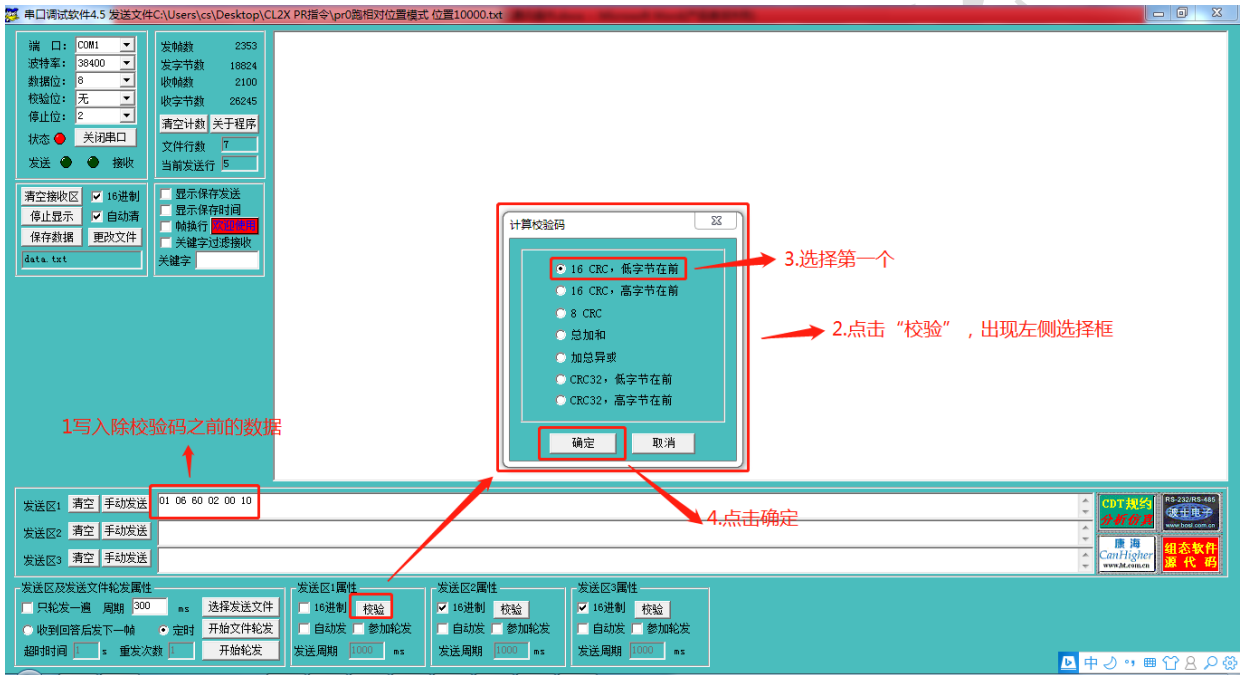 串口调试软件4.5 发送文件C:\Users\cs\Desktop\CL2X PR指令\pr0跑相对位置模式 位置10000.txt
端 口： COM1
波特率： 38400
数据位： 8
校验位： 无
停止位： 2
状态 关闭串口
发送 接收
发帧数 2353
发字节数 18824
收帧数 2100
收字节数 26245
清空计数 关于程序
文件行数 7
当前发送行 5
清空接收区 16进制
停止显示 自动清
保存数据 更改文件
data.txt
显示保存发送
显示保存时间
帧换行 欢迎使用
关键字过滤接收
关键字
计算校验码
16 CRC，低字节在前
16 CRC，高字节在前
8 CRC
总加和
加总异或
CRC32，低字节在前
CRC32，高字节在前
确定 取消
3.选择第一个
2.点击“校验”，出现左侧选择框
1写入除校验码之前的数据
4.点击确定
发送区1 清空 手动发送 01 06 60 02 00 10
发送区2 清空 手动发送
发送区3 清空 手动发送
CDT规约
分析仿真
RS-232/RS-485
波士电子
www.bosi.com.cn
康海
CanHigher
组态软件
源代码
发送区及发送文件轮发属性
只轮发一遍 周期 300 ms 选择发送文件
收到回答后发下一帧 定时 开始文件轮发
超时时间 1 s 重发次数 1 开始轮发
发送区1属性
16进制 校验
自动发 参加轮发
发送周期 1000 ms
发送区2属性
16进制 校验
自动发 参加轮发
发送周期 1000 ms
发送区3属性
16进制 校验
自动发 参加轮发
发送周期 1000 ms
中